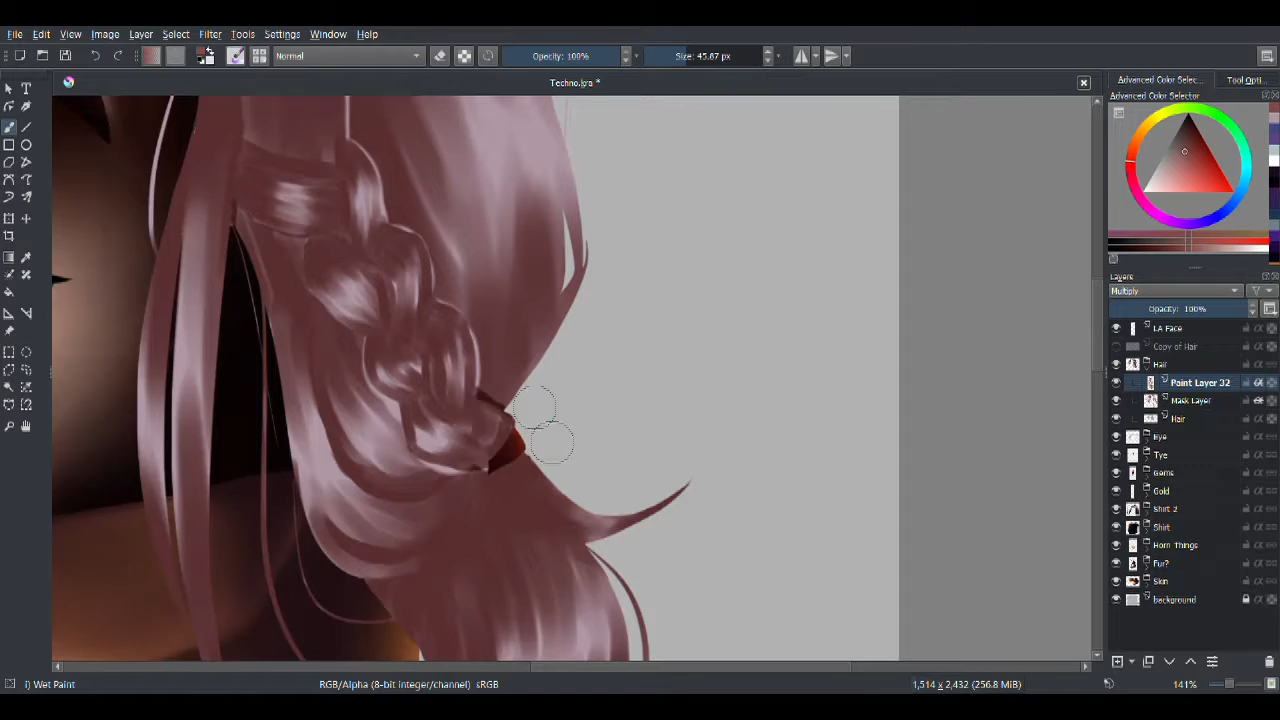 File Edit View Image Layer Select Filter Tools Settings Window Help
Normal Opacity: 100% Size: 45.87 px
Techno.kra *
Advanced Color Selec... Tool Opti...
Advanced Color Selector
Layers
Multiply
Opacity: 100%
LA Face
Copy of Hair
Hair
Paint Layer 32
Mask Layer
Hair
Eye
Tye
Gems
Gold
Shirt 2
Shirt
Horn Things
Fur?
Skin
background
i) Wet Paint RGB/Alpha (8-bit integer/channel) sRGB 1,514 x 2,432 (256.8 MiB) 141%